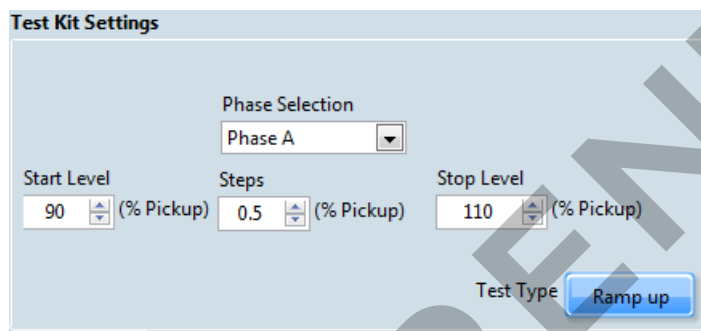 Test Kit Settings
Phase Selection
Phase A
Start Level Steps Stop Level
90 (% Pickup) 0.5 (% Pickup) 110 (% Pickup)
Test Type Ramp up